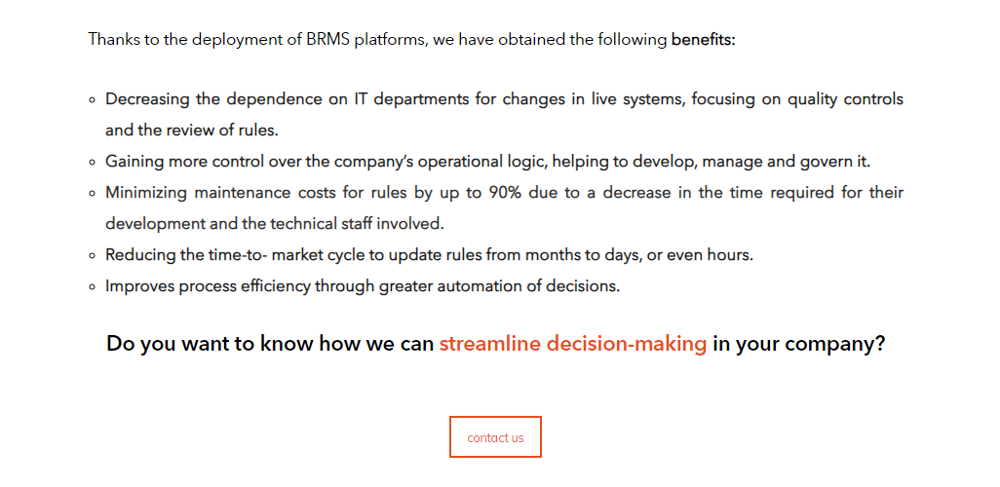 Thanks to the deployment of BRMS platforms, we have obtained the following benefits:
Decreasing the dependence on IT departments for changes in live systems, focusing on quality controls
and the review of rules.
Gaining more control over the company's operational logic, helping to develop, manage and govern it.
Minimizing maintenance costs for rules by up to 90% due to a decrease in the time required for their
development and the technical staff involved.
Reducing the time-to- market cycle to update rules from months to days, or even hours.
Improves process efficiency through greater automation of decisions.
Do you want to know how we can streamline decision-making in your company?
contact us